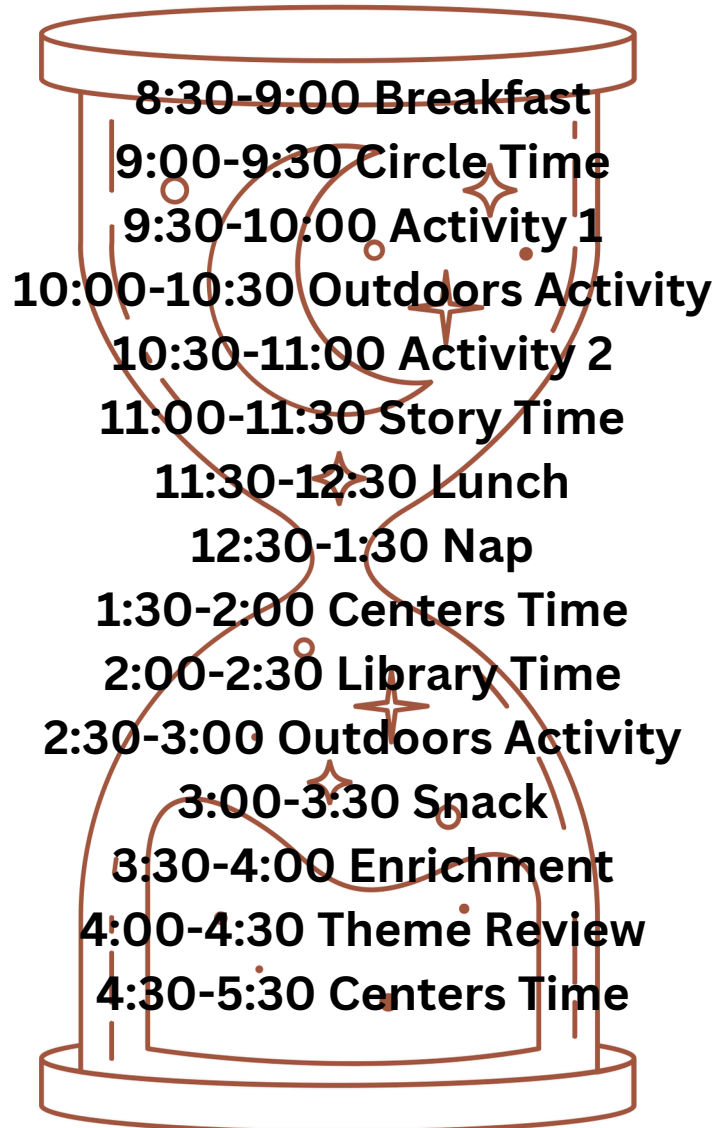 8:30-9:00 Breakfast
9:00-9:30 Circle Time
9:30-10:00 Activity 1
10:00-10:30 Outdoors Activity
10:30-11:00 Activity 2
11:00-11:30 Story Time
11:30-12:30 Lunch
12:30-1:30 Nap
1:30-2:00 Centers Time
2:00-2:30 Library Time
2:30-3:00 Outdoors Activity
3:00-3:30 Snack
3:30-4:00 Enrichment
4:00-4:30 Theme Review
4:30-5:30 Centers Time